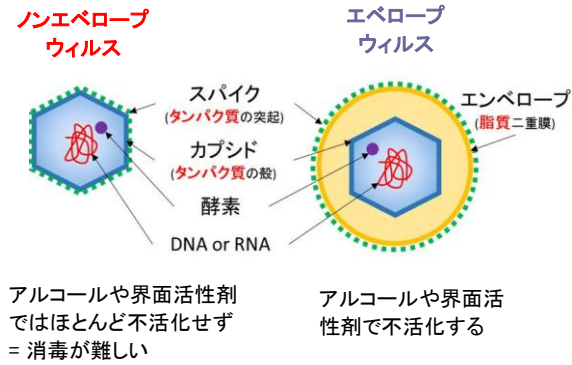 ノンエベロープ
ウィルス
エベロープ
ウィルス
スパイク
(タンパク質の突起)
カプシド
(タンパク質の殻)
酵素
DNA or RNA
エンベロープ
(脂質二重膜)
アルコールや界面活性剤
ではほとんど不活化せず
= 消毒が難しい
アルコールや界面活
性剤で不活化する